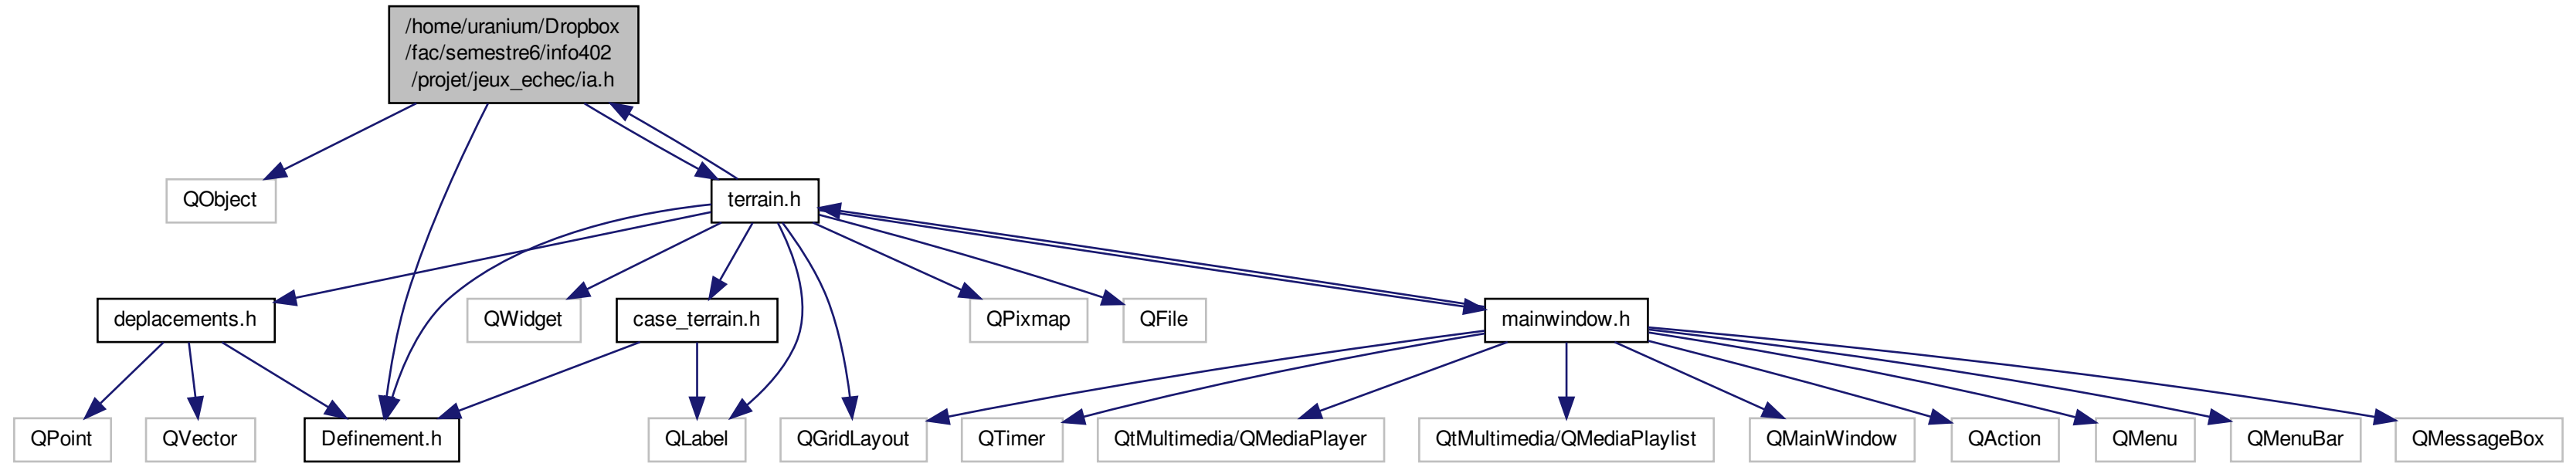 /home/uranium/Dropbox
/fac/semestre6/info402
/projet/jeux_echec/ia.h
QObject
terrain.h
deplacements.h
QWidget
case_terrain.h
QPixmap
QFile
mainwindow.h
QPoint
QVector
Definement.h
QLabel
QGridLayout
QTimer
QtMultimedia/QMediaPlayer
QtMultimedia/QMediaPlaylist
QMainWindow
QAction
QMenu
QMenuBar
QMessageBox